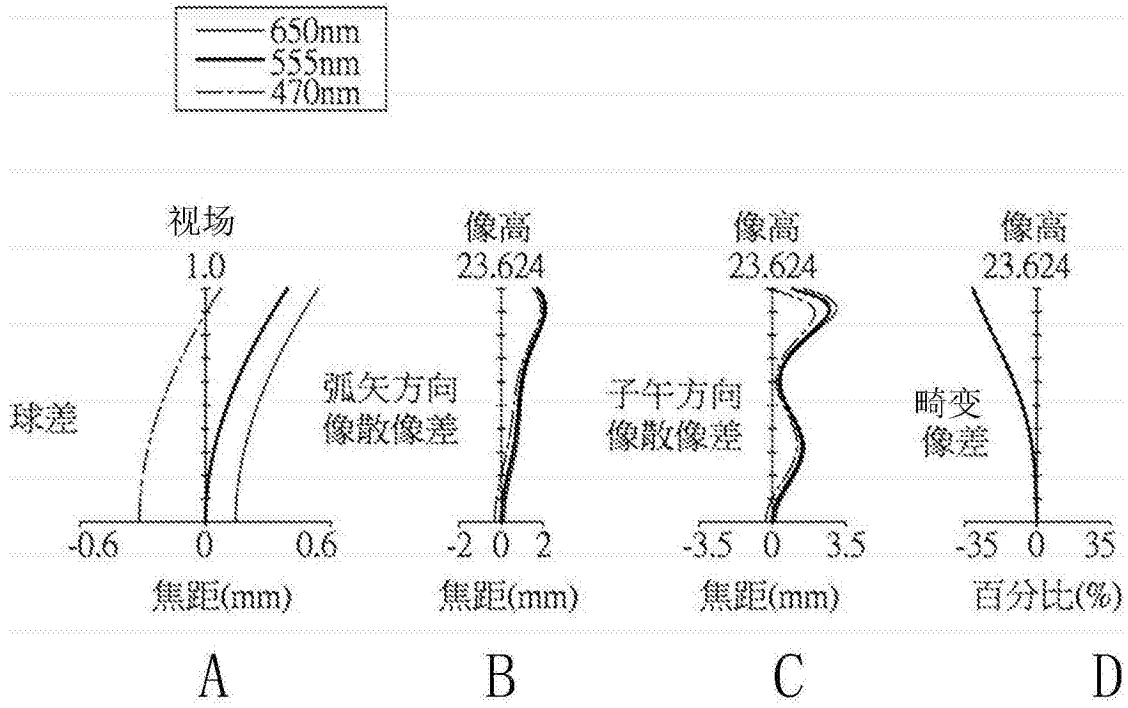 650nm
555nm
470nm
视场
1.0
球差
-0.6 0 0.6
焦距(mm)
A
像高
23.624
弧矢方向
像散像差
-2 0 2
焦距(mm)
B
像高
23.624
子午方向
像散像差
-3.5 0 3.5
焦距(mm)
C
像高
23.624
畸变
像差
-35 0 35
百分比(%)
D